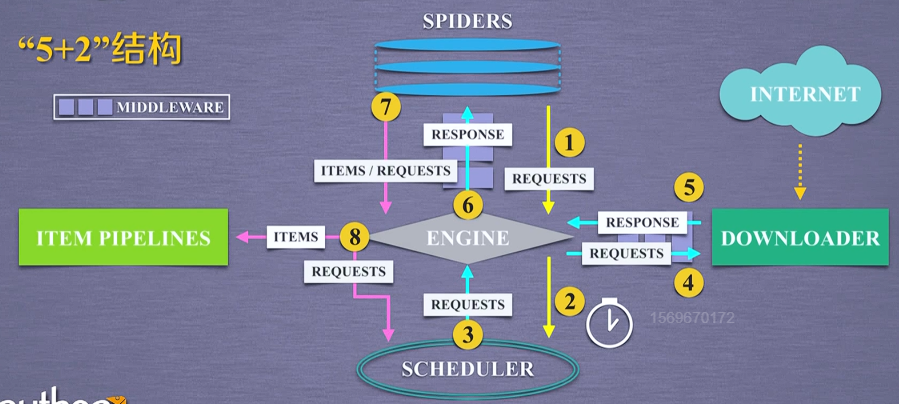 SPIDERS
“5+2”结构
MIDDLEWARE
INTERNET
7
RESPONSE
1
ITEMS / REQUESTS
REQUESTS
5
6
RESPONSE
ITEM PIPELINES
ITEMS
8
ENGINE
DOWNLOADER
REQUESTS
REQUESTS
4
REQUESTS
2
1569670172
3
SCHEDULER